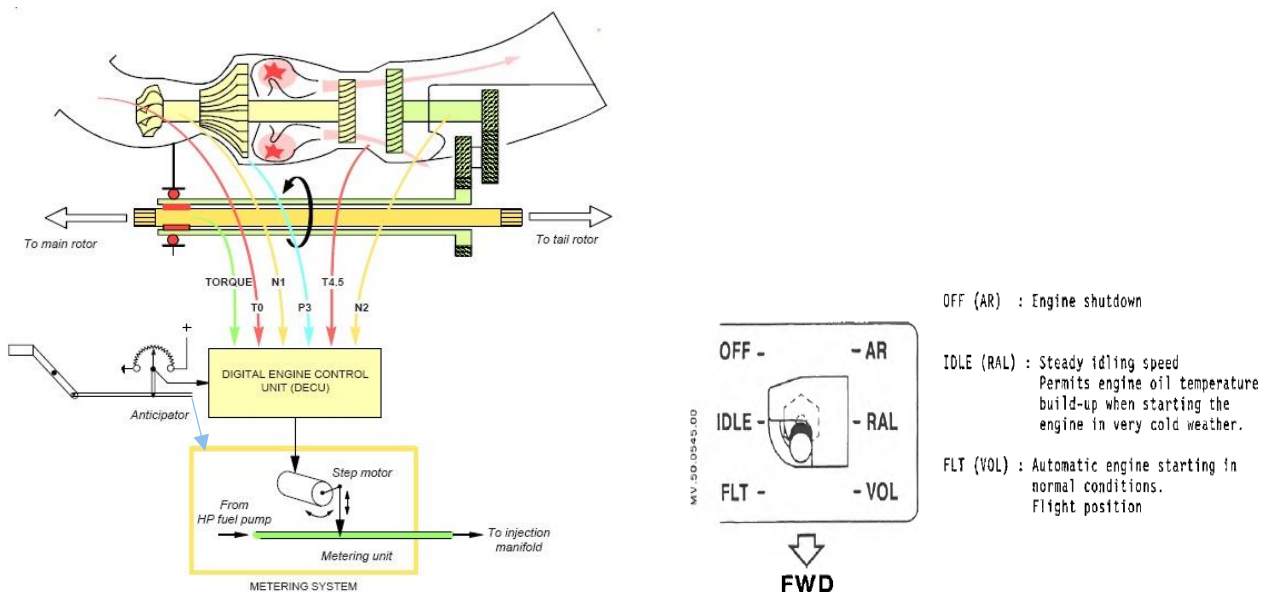 To main rotor
To tail rotor
TORQUE
N1
T4.5
T0
P3
N2
+
DIGITAL ENGINE CONTROL
UNIT (DECU)
Anticipator
Step motor
From
HP fuel pump
To injection
manifold
Metering unit
METERING SYSTEM
MV.50.0545.00
OFF - - AR
IDLE - - RAL
FLT - - VOL
FWD
OFF (AR) : Engine shutdown
IDLE (RAL) : Steady idling speed
Permits engine oil temperature
build-up when starting the
engine in very cold weather.
FLT (VOL) : Automatic engine starting in
normal conditions.
Flight position